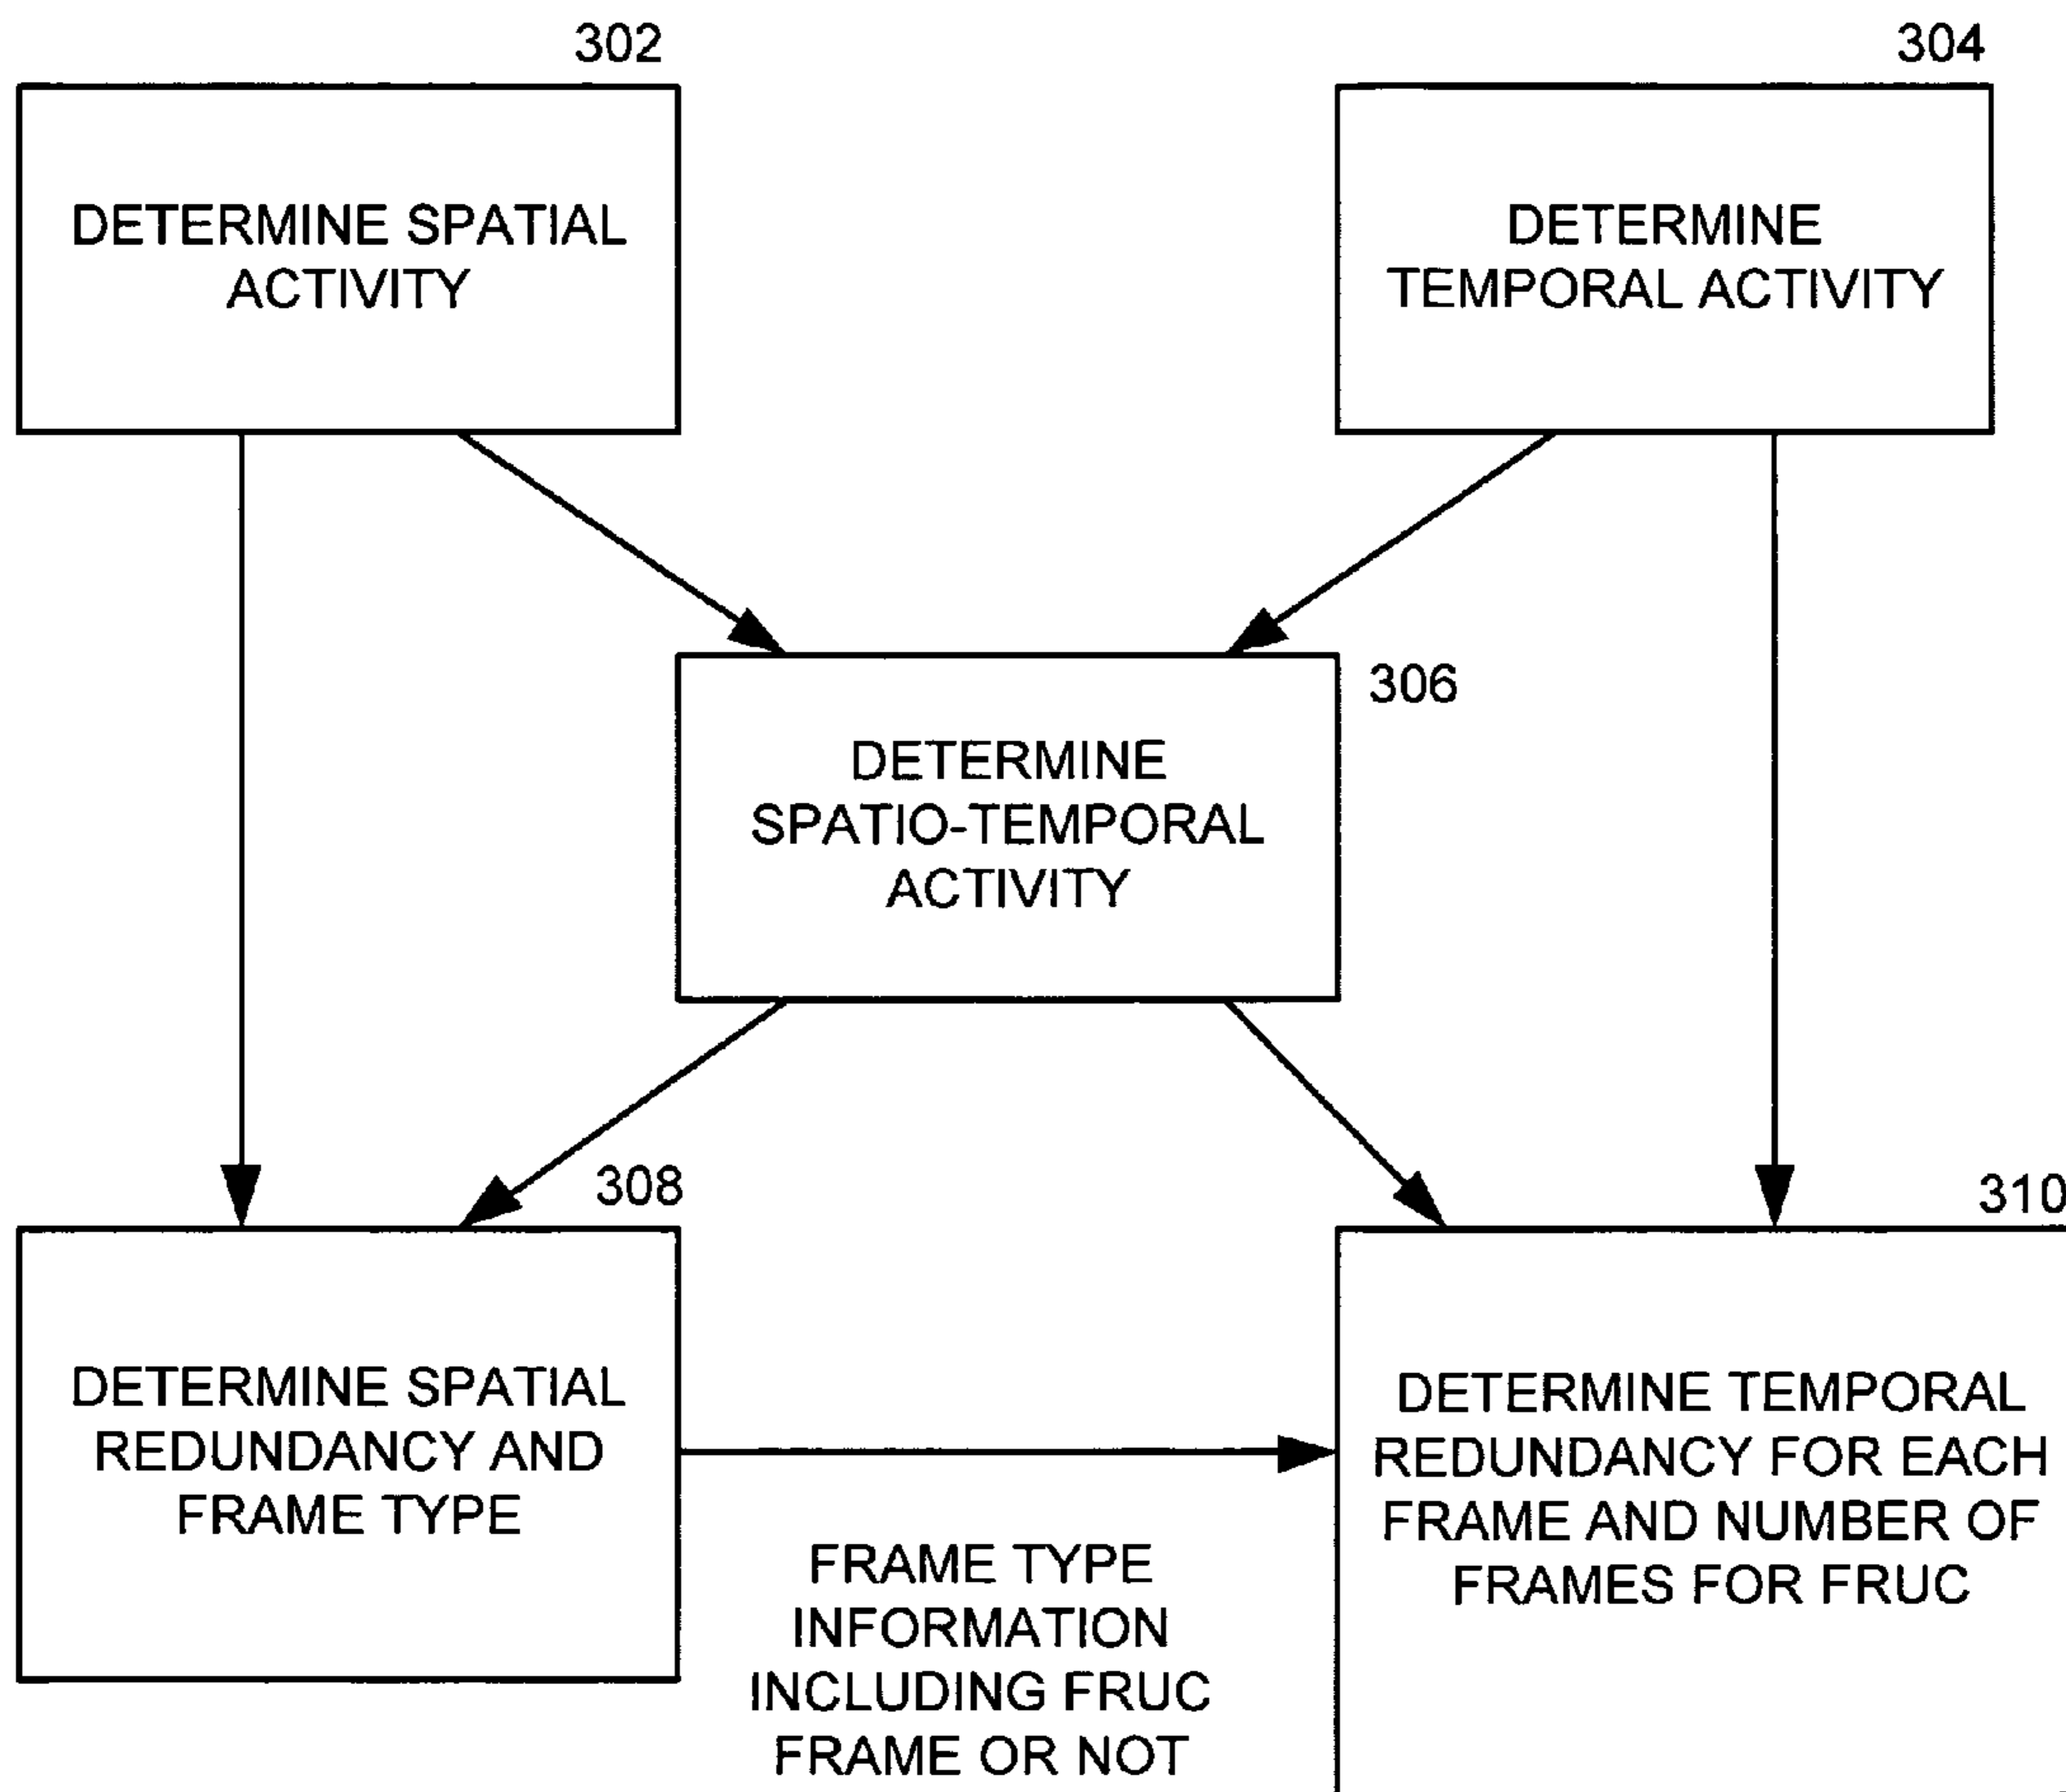 302
304
DETERMINE SPATIAL
ACTIVITY
DETERMINE
TEMPORAL ACTIVITY
306
DETERMINE
SPATIO-TEMPORAL
ACTIVITY
308
310
DETERMINE SPATIAL
REDUNDANCY AND
FRAME TYPE
FRAME TYPE
INFORMATION
INCLUDING FRUC
FRAME OR NOT
DETERMINE TEMPORAL
REDUNDANCY FOR EACH
FRAME AND NUMBER OF
FRAMES FOR FRUC